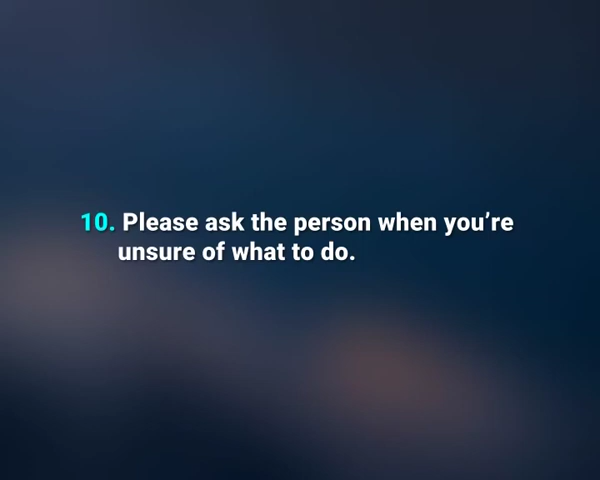 10. Please ask the person when you’re
unsure of what to do.